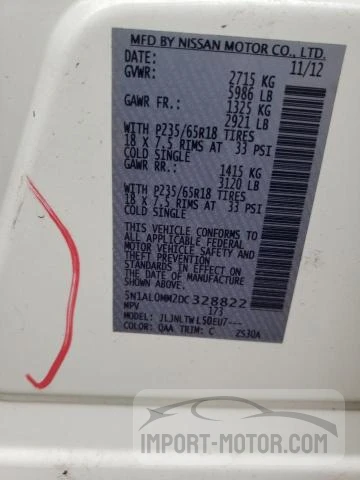 MFD BY NISSAN MOTOR CO., LTD.
DATE: 11/12
GVWR: 2715 KG
5986 LB
GAWR FR.: 1325 KG
2921 LB
WITH P235/65R18 TIRES
18 X 7.5 RIMS AT 33 PSI
COLD SINGLE
GAWR RR.: 1415 KG
3120 LB
WITH P235/65R18 TIRES
18 X 7.5 RIMS AT 33 PSI
COLD SINGLE
THIS VEHICLE CONFORMS TO ALL
APPLICABLE FEDERAL MOTOR
VEHICLE SAFETY, BUMPER, AND
THEFT PREVENTION STANDARDS
IN EFFECT ON THE DATE OF
MANUFACTURE SHOWN ABOVE.
5N1AL0MM2DC328822
MPV 173
MODEL: JLJNLTWL50EU7---
COLOR: QAA TRIM: C ZS30A
IMPORT-MOTOR.COM